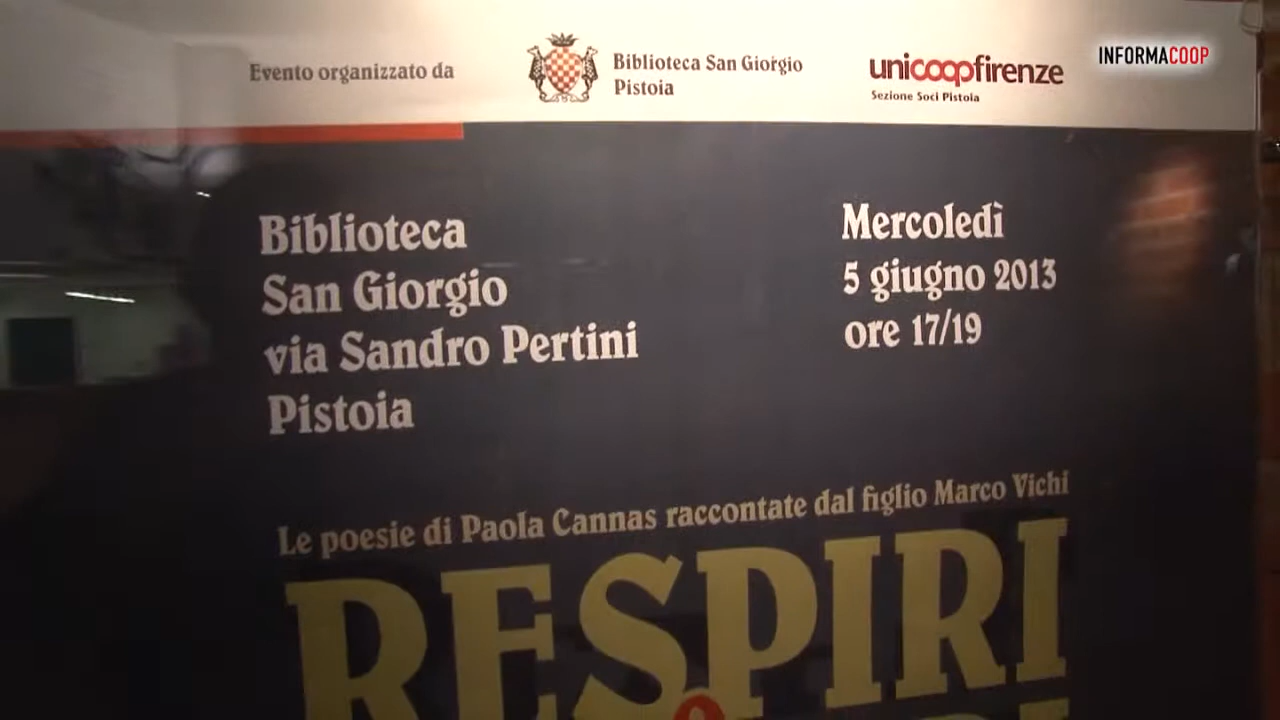 INFORMACOOP
Evento organizzato da
Biblioteca San Giorgio
Pistoia
unicoopfirenze
Sezione Soci Pistoia
Biblioteca
San Giorgio
via Sandro Pertini
Pistoia
Mercoledì
5 giugno 2013
ore 17/19
Le poesie di Paola Cannas raccontate dal figlio Marco Vichi
RESPIRI